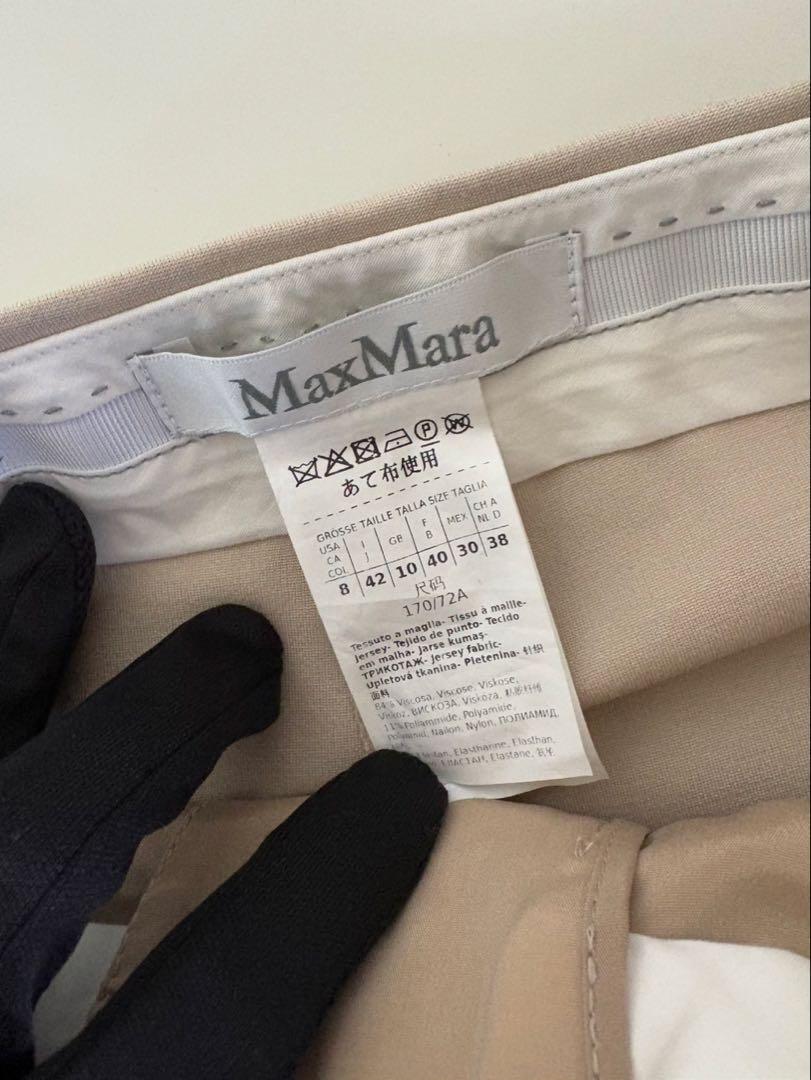 MaxMara
あて布使用
GRÖSSE TAILLE TALLA SIZE TAGLIA
USA I F CH A
CA J GB B MEX NL D
COL
8 42 10 40 30 38
尺码
170/72A
Tessuto a maglia- Tissu à maille-
Jersey- Tejido de punto- Tecido
em malha- Jarse kumaş-
ТРИКОТАЖ- Jersey fabric-
Upletová tkanina- Pletenina- 针织
面料
84% Viscosa, Viscose, Viskose,
Viskoz, ВИСКОЗА, Viskoza, 粘胶纤维
11% Poliammide, Polyamide,
Polyamid, Nailon, Nylon, ПОЛИАМИД,
Elasthanne, Elasthan,
ЭЛАСТАН, Elastane,